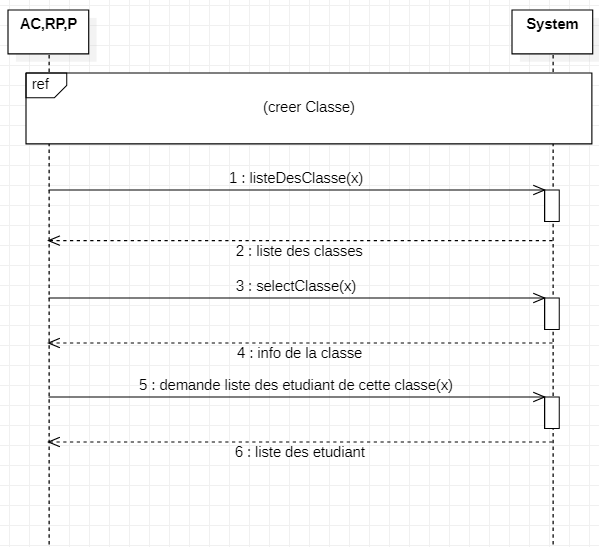 AC,RP,P
System
ref
(creer Classe)
1 : listeDesClasse(x)
2 : liste des classes
3 : selectClasse(x)
4 : info de la classe
5 : demande liste des etudiant de cette classe(x)
6 : liste des etudiant